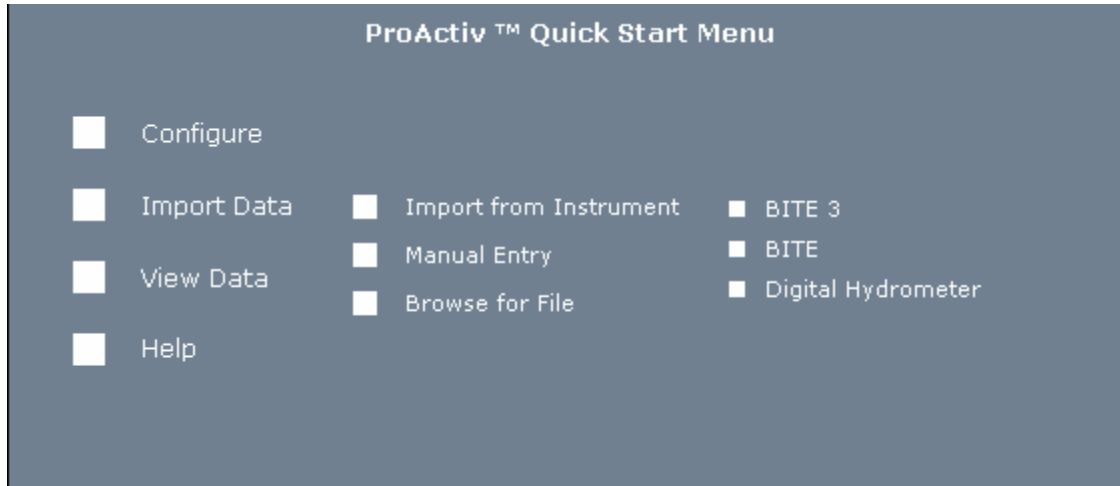 ProActiv ™ Quick Start Menu
Configure
Import Data
View Data
Help
Import from Instrument
Manual Entry
Browse for File
BITE 3
BITE
Digital Hydrometer